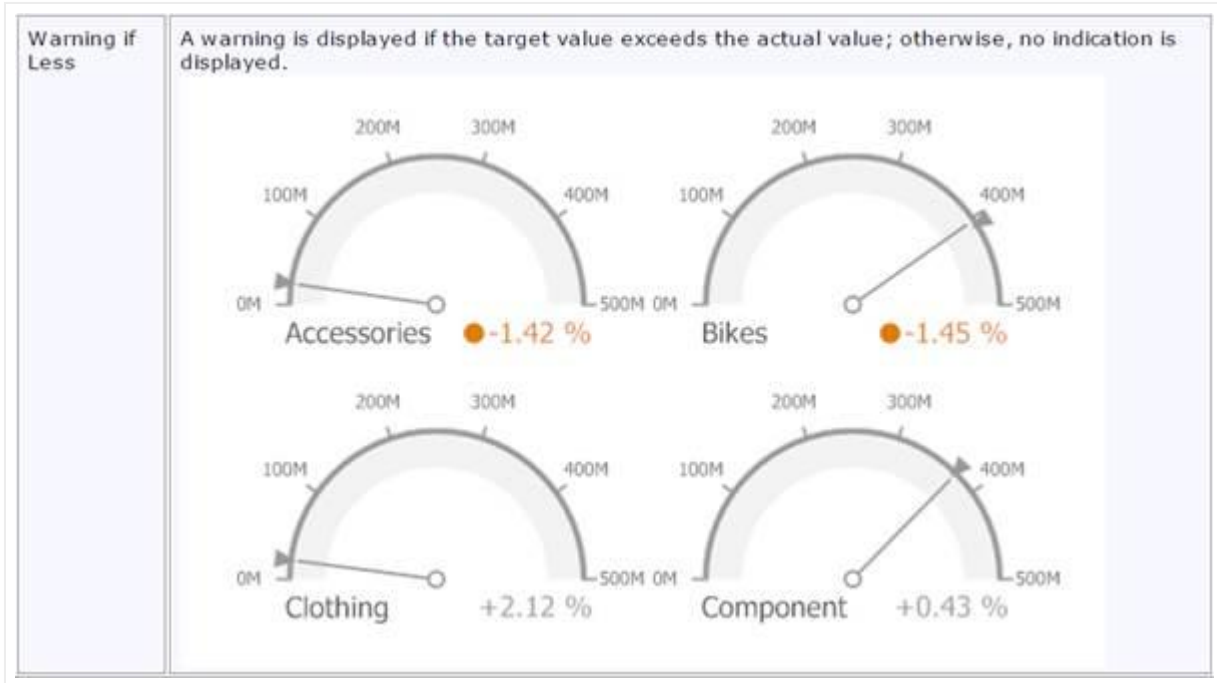 Warning if
Less
A warning is displayed if the target value exceeds the actual value; otherwise, no indication is
displayed.
200M 300M
100M 400M
0M 500M
Accessories -1.42 %
200M 300M
100M 400M
0M 500M
Bikes -1.45 %
200M 300M
100M 400M
0M 500M
Clothing +2.12 %
200M 300M
100M 400M
0M 500M
Component +0.43 %